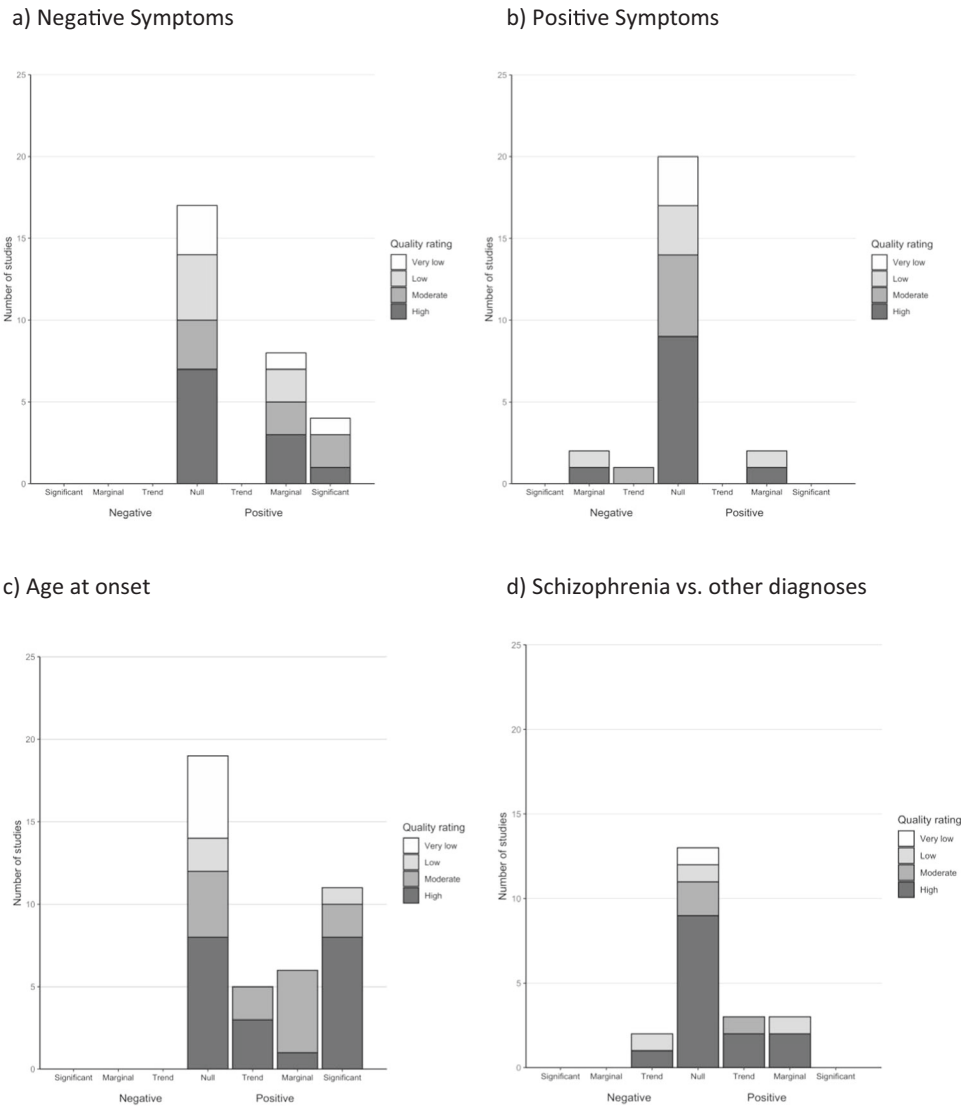 a) Negative Symptoms
b) Positive Symptoms
25
20
15
10
5
0
Number of studies
Significant Marginal Trend Null Trend Marginal Significant
Negative Positive
Quality rating
Very low
Low
Moderate
High
25
20
15
10
5
0
Number of studies
Significant Marginal Trend Null Trend Marginal Significant
Negative Positive
Quality rating
Very low
Low
Moderate
High
c) Age at onset
d) Schizophrenia vs. other diagnoses
25
20
15
10
5
0
Number of studies
Significant Marginal Trend Null Trend Marginal Significant
Negative Positive
Quality rating
Very low
Low
Moderate
High
25
20
15
10
5
0
Number of studies
Significant Marginal Trend Null Trend Marginal Significant
Negative Positive
Quality rating
Very low
Low
Moderate
High